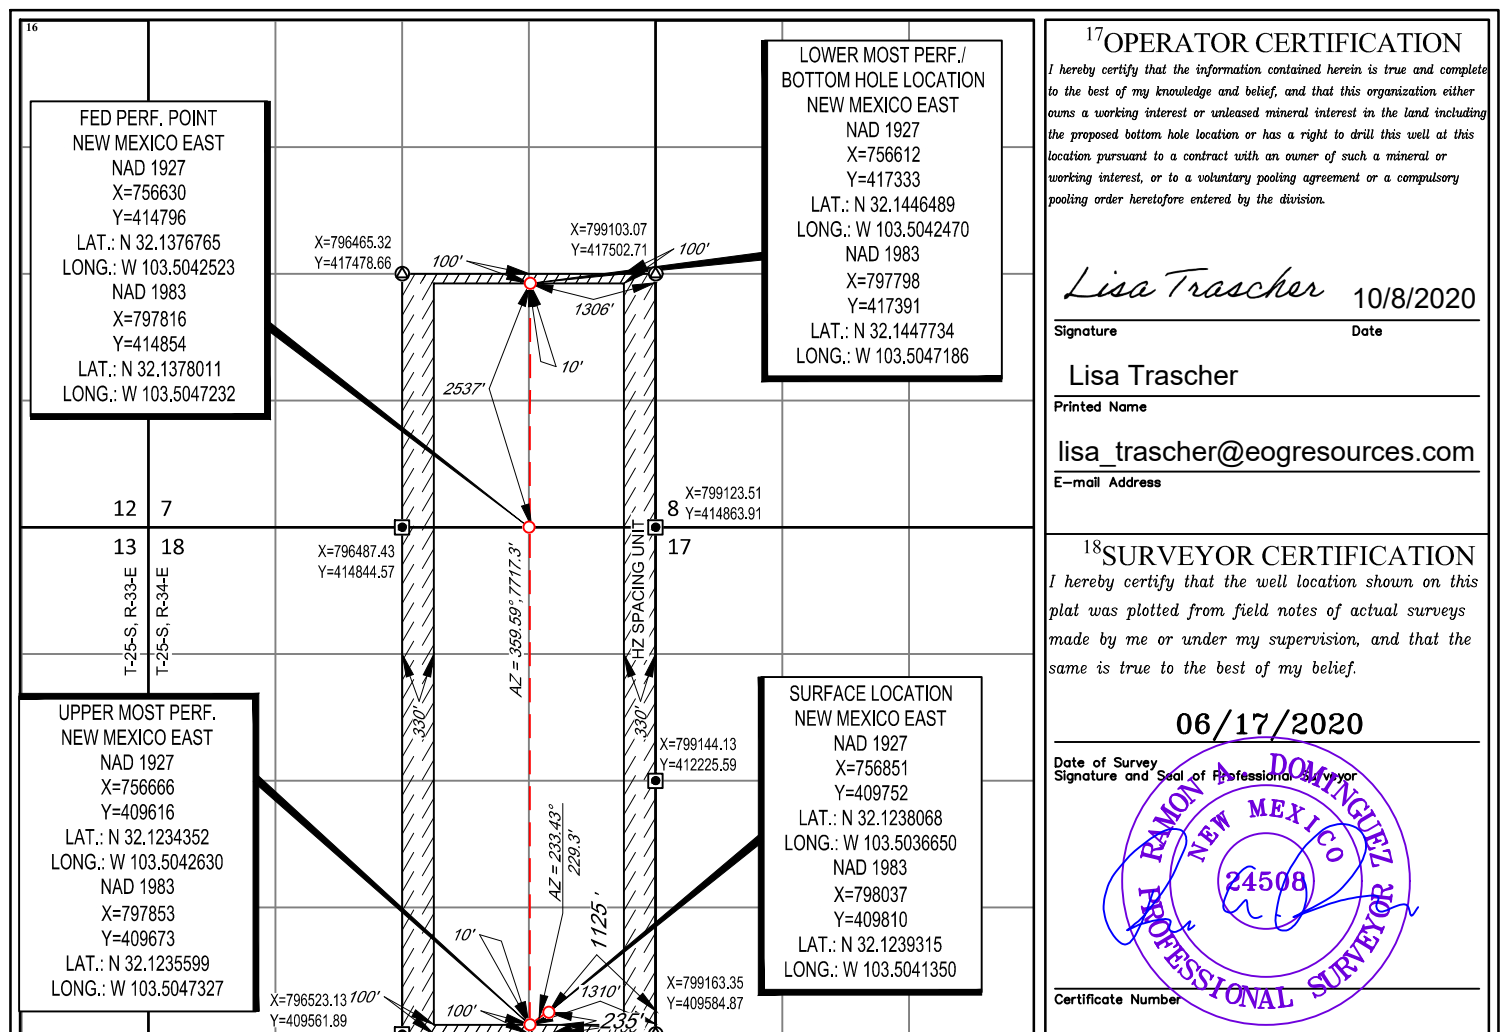 16
FED PERF. POINT
NEW MEXICO EAST
NAD 1927
X=756630
Y=414796
LAT.: N 32.1376765
LONG.: W 103.5042523
NAD 1983
X=797816
Y=414854
LAT.: N 32.1378011
LONG.: W 103.5047232
LOWER MOST PERF./
BOTTOM HOLE LOCATION
NEW MEXICO EAST
NAD 1927
X=756612
Y=417333
LAT.: N 32.1446489
LONG.: W 103.5042470
NAD 1983
X=797798
Y=417391
LAT.: N 32.1447734
LONG.: W 103.5047186
X=796465.32
Y=417478.66
X=799103.07
Y=417502.71
100'
100'
1306'
10'
2537'
12 7
13 18
T-25-S, R-33-E
T-25-S, R-34-E
X=796487.43
Y=414844.57
8
17
X=799123.51
Y=414863.91
AZ = 359.59°, 7717.3'
HZ SPACING UNIT
330'
330'
X=799144.13
Y=412225.59
UPPER MOST PERF.
NEW MEXICO EAST
NAD 1927
X=756666
Y=409616
LAT.: N 32.1234352
LONG.: W 103.5042630
NAD 1983
X=797853
Y=409673
LAT.: N 32.1235599
LONG.: W 103.5047327
SURFACE LOCATION
NEW MEXICO EAST
NAD 1927
X=756851
Y=409752
LAT.: N 32.1238068
LONG.: W 103.5036650
NAD 1983
X=798037
Y=409810
LAT.: N 32.1239315
LONG.: W 103.5041350
AZ = 233.43°
229.3'
1125'
10'
X=796523.13
Y=409561.89
100'
100'
1310'
235'
X=799163.35
Y=409584.87
17OPERATOR CERTIFICATION
I hereby certify that the information contained herein is true and complete
to the best of my knowledge and belief, and that this organization either
owns a working interest or unleased mineral interest in the land including
the proposed bottom hole location or has a right to drill this well at this
location pursuant to a contract with an owner of such a mineral or
working interest, or to a voluntary pooling agreement or a compulsory
pooling order heretofore entered by the division.
Lisa Trascher 10/8/2020
Signature Date
Lisa Trascher
Printed Name
lisa_trascher@eogresources.com
E-mail Address
18SURVEYOR CERTIFICATION
I hereby certify that the well location shown on this
plat was plotted from field notes of actual surveys
made by me or under my supervision, and that the
same is true to the best of my belief.
06/17/2020
Date of Survey
Signature and Seal of Professional Surveyor
RAMON A. DOMINGUEZ
NEW MEXICO
24508
PROFESSIONAL SURVEYOR
Certificate Number